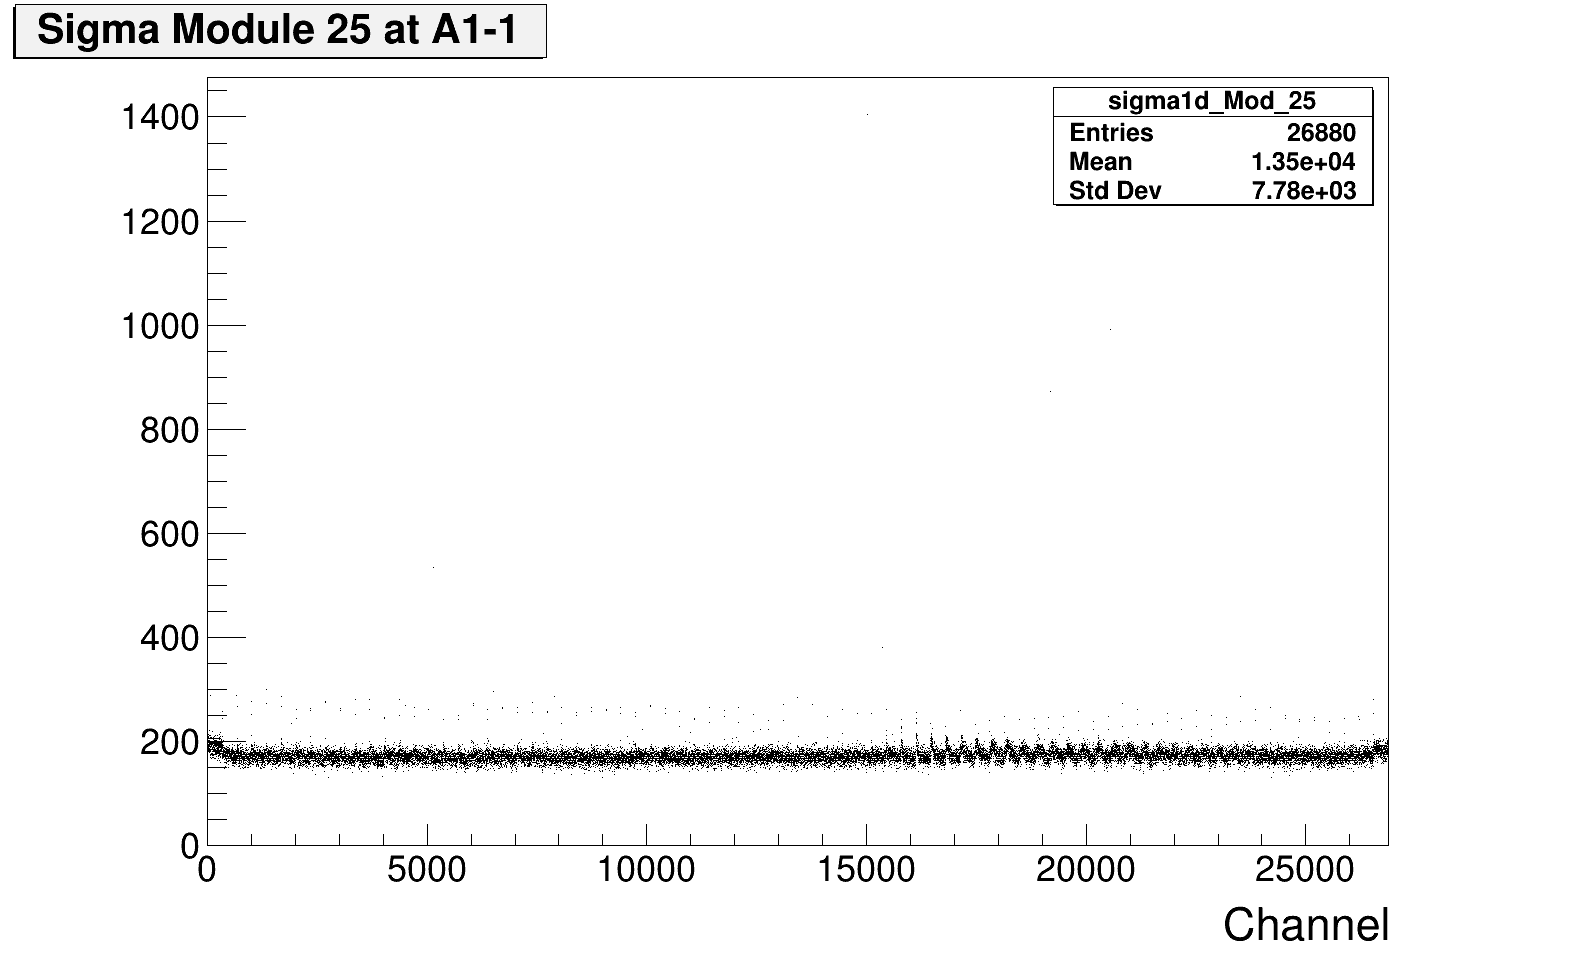 Sigma Module 25 at A1-1
sigma1d_Mod_25
Entries 26880
Mean 1.35e+04
Std Dev 7.78e+03
1400
1200
1000
800
600
400
200
0
0 5000 10000 15000 20000 25000
Channel